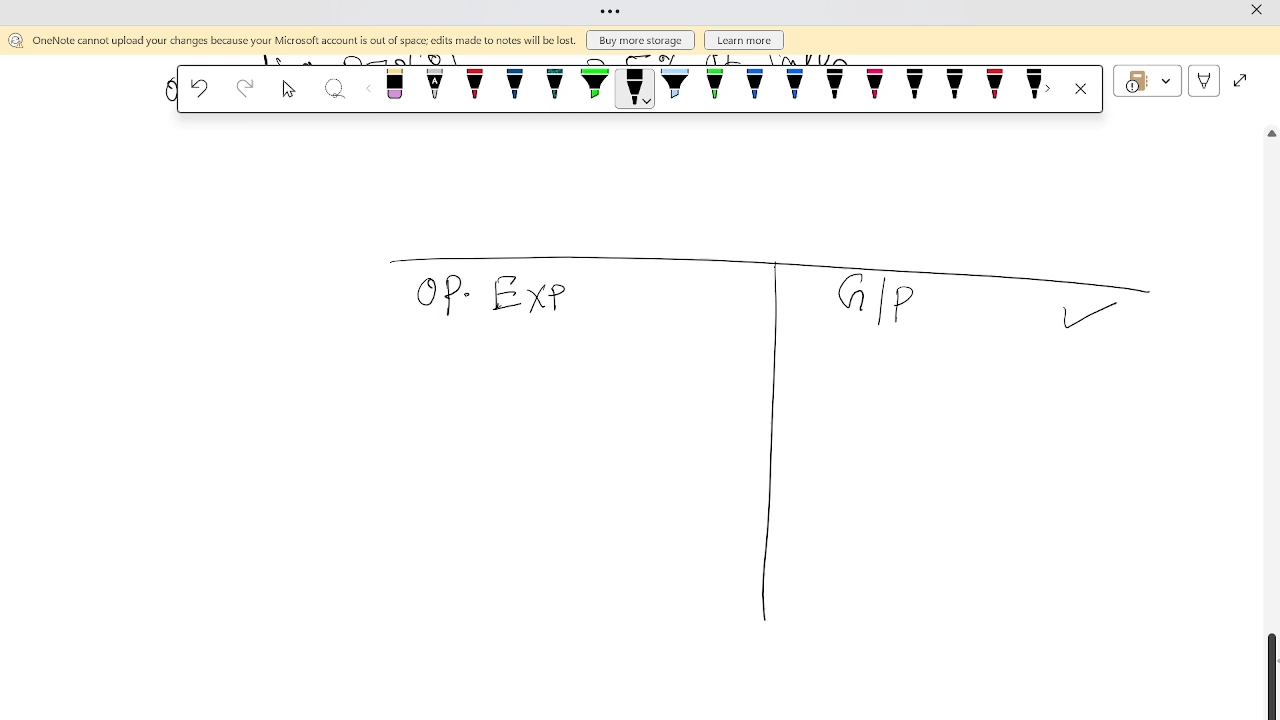 OneNote cannot upload your changes because your Microsoft account is out of space; edits made to notes will be lost. Buy more storage Learn more
OP. Exp G/P